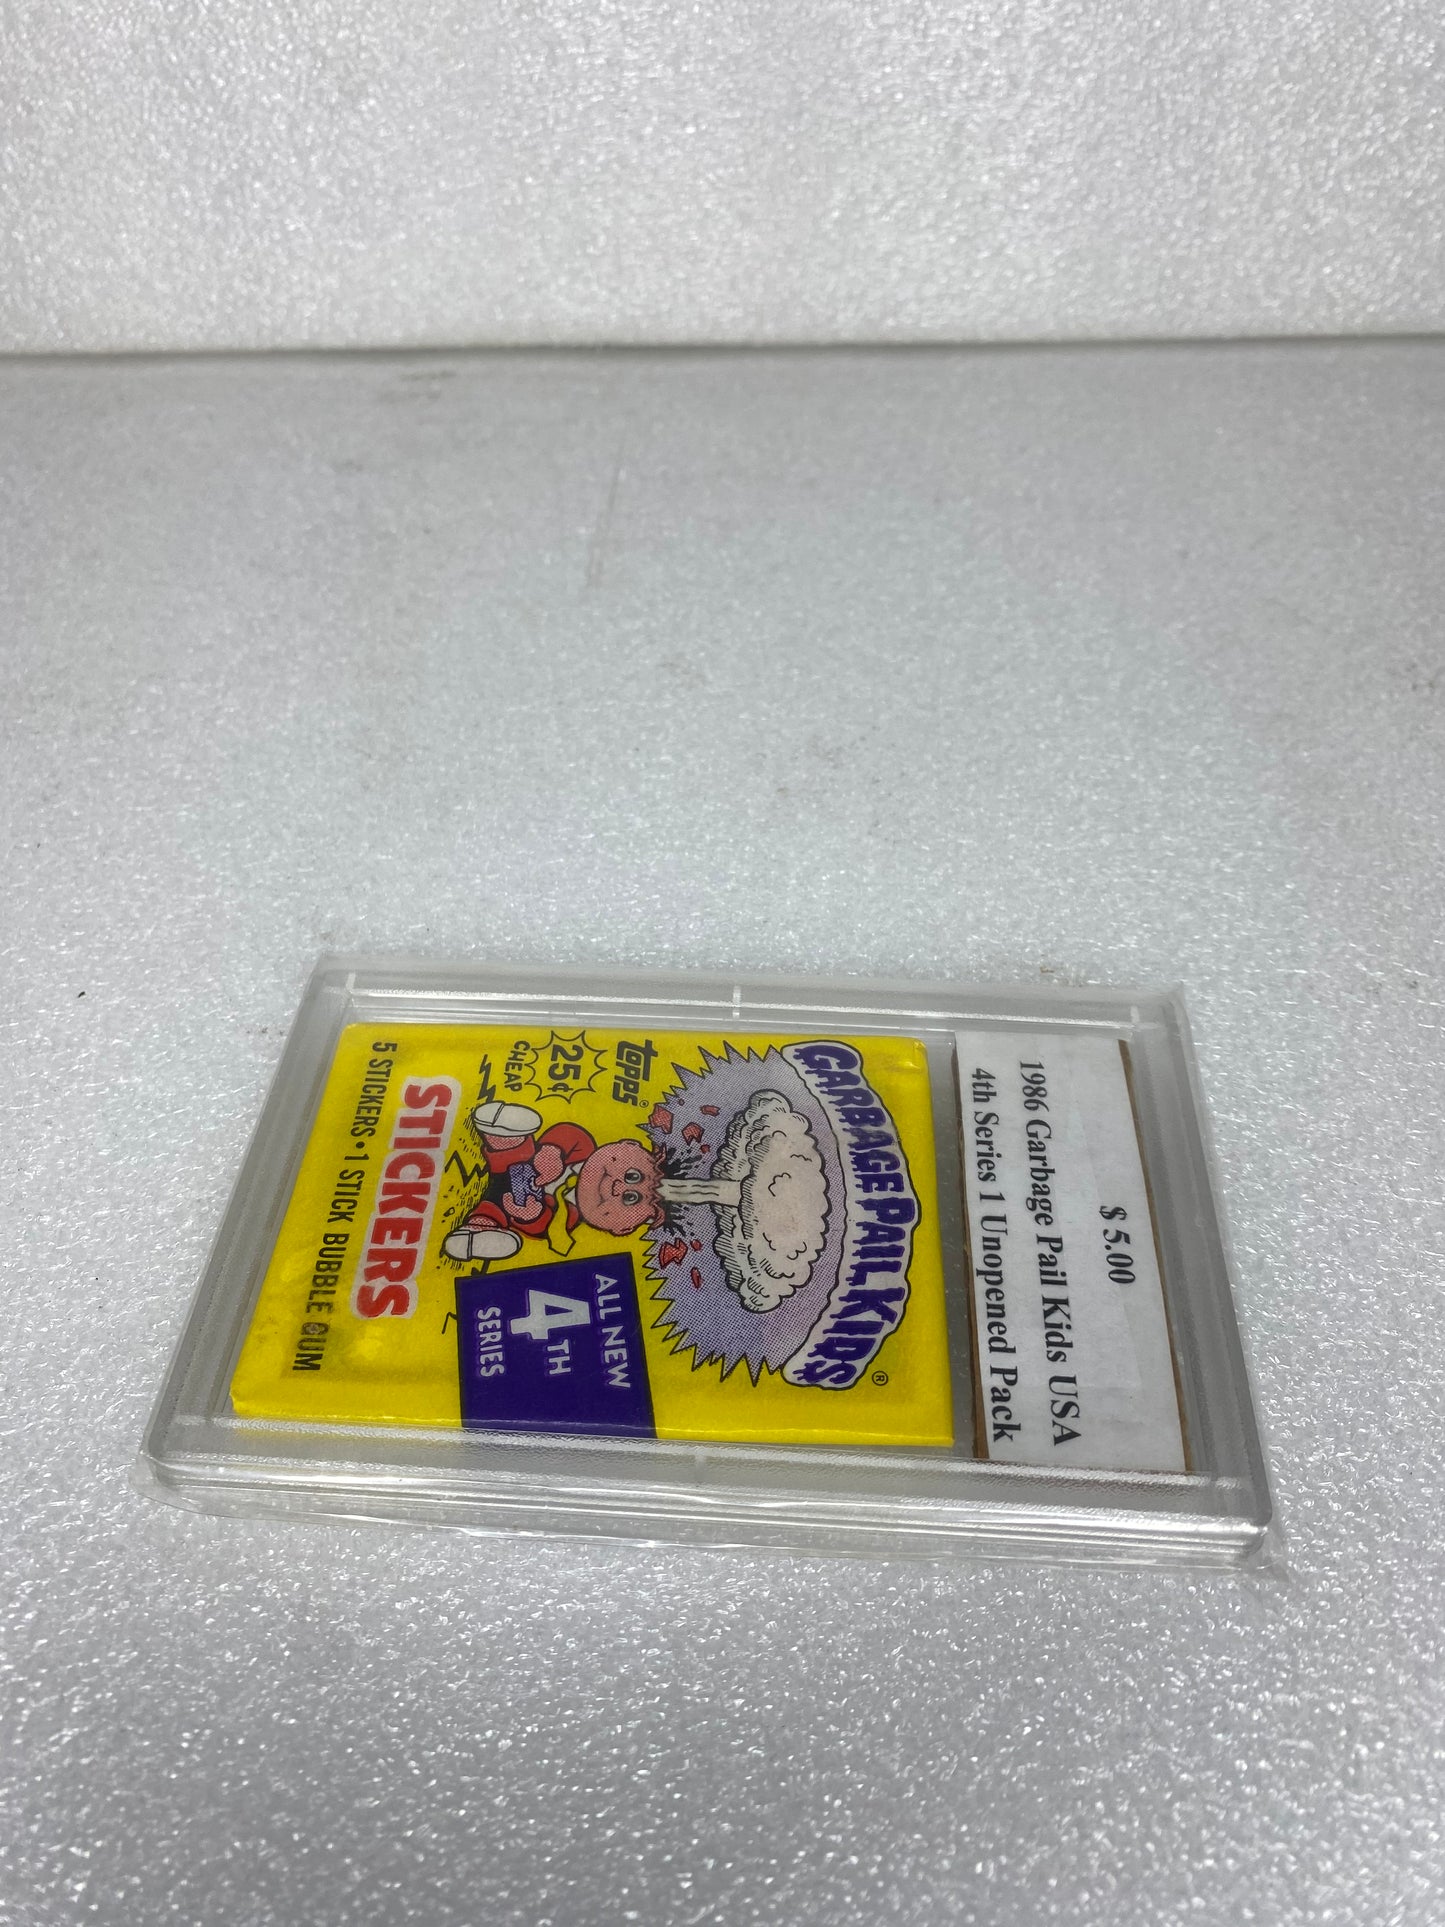 $ 5.00
1986 Garbage Pail Kids USA
4th Series 1 Unopened Pack
GARBAGE PAIL KIDS®
topps®
25¢
CHEAP
ALL NEW
4TH
SERIES
STICKERS
5 STICKERS • 1 STICK BUBBLE GUM